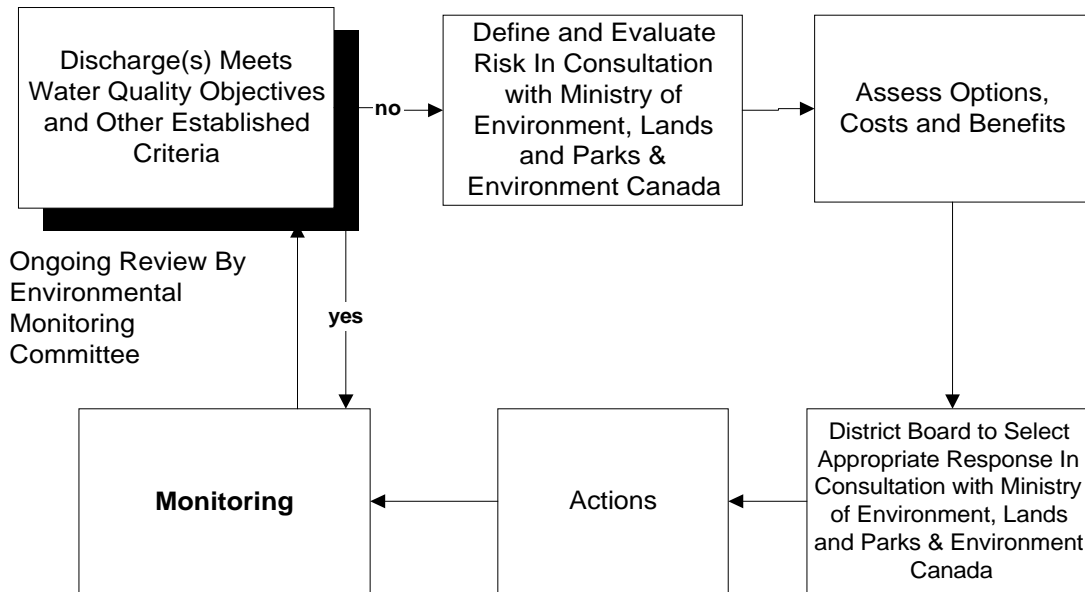 Discharge(s) Meets
Water Quality Objectives
and Other Established
Criteria
no
Define and Evaluate
Risk In Consultation
with Ministry of
Environment, Lands
and Parks &
Environment Canada
Assess Options,
Costs and Benefits
Ongoing Review By
Environmental
Monitoring
Committee
yes
Monitoring
Actions
District Board to Select
Appropriate Response In
Consultation with Ministry
of Environment, Lands
and Parks & Environment
Canada